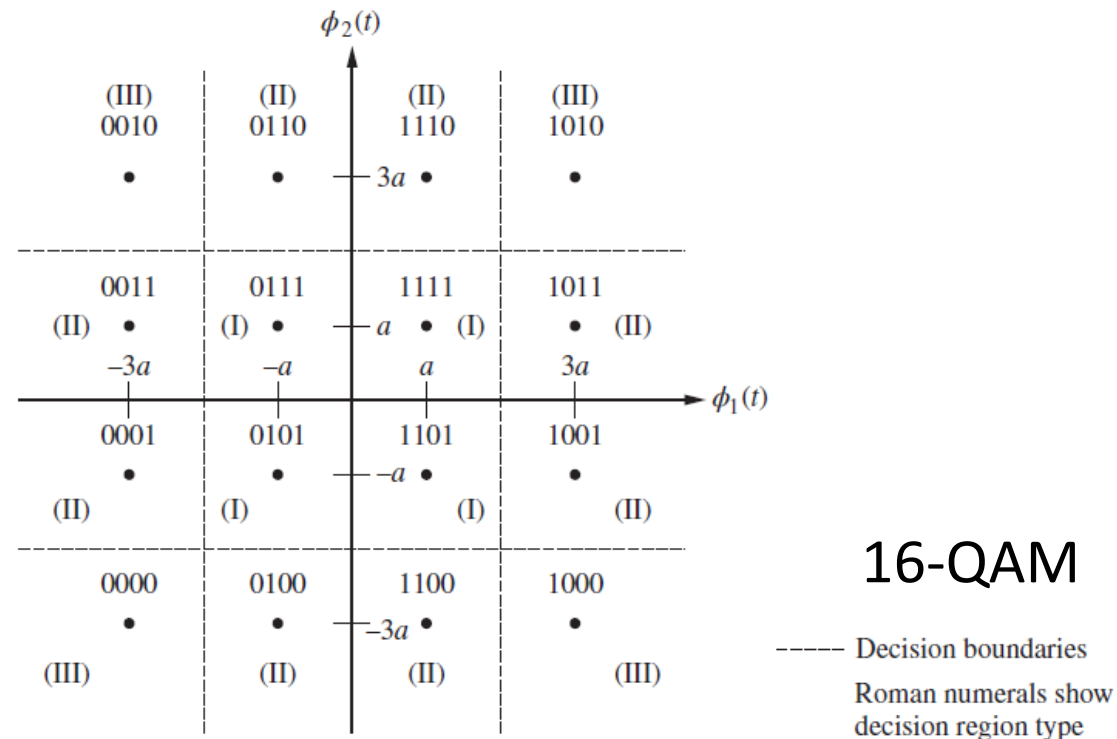 ϕ2(t)
(III) (II) (II) (III)
0010 0110 1110 1010
3a
0011 0111 1111 1011
(II) (I) a (I) (II)
−3a −a a 3a
ϕ1(t)
0001 0101 1101 1001
−a
(II) (I) (I) (II)
0000 0100 1100 1000
−3a
(III) (II) (II) (III)
16-QAM
Decision boundaries
Roman numerals show
decision region type